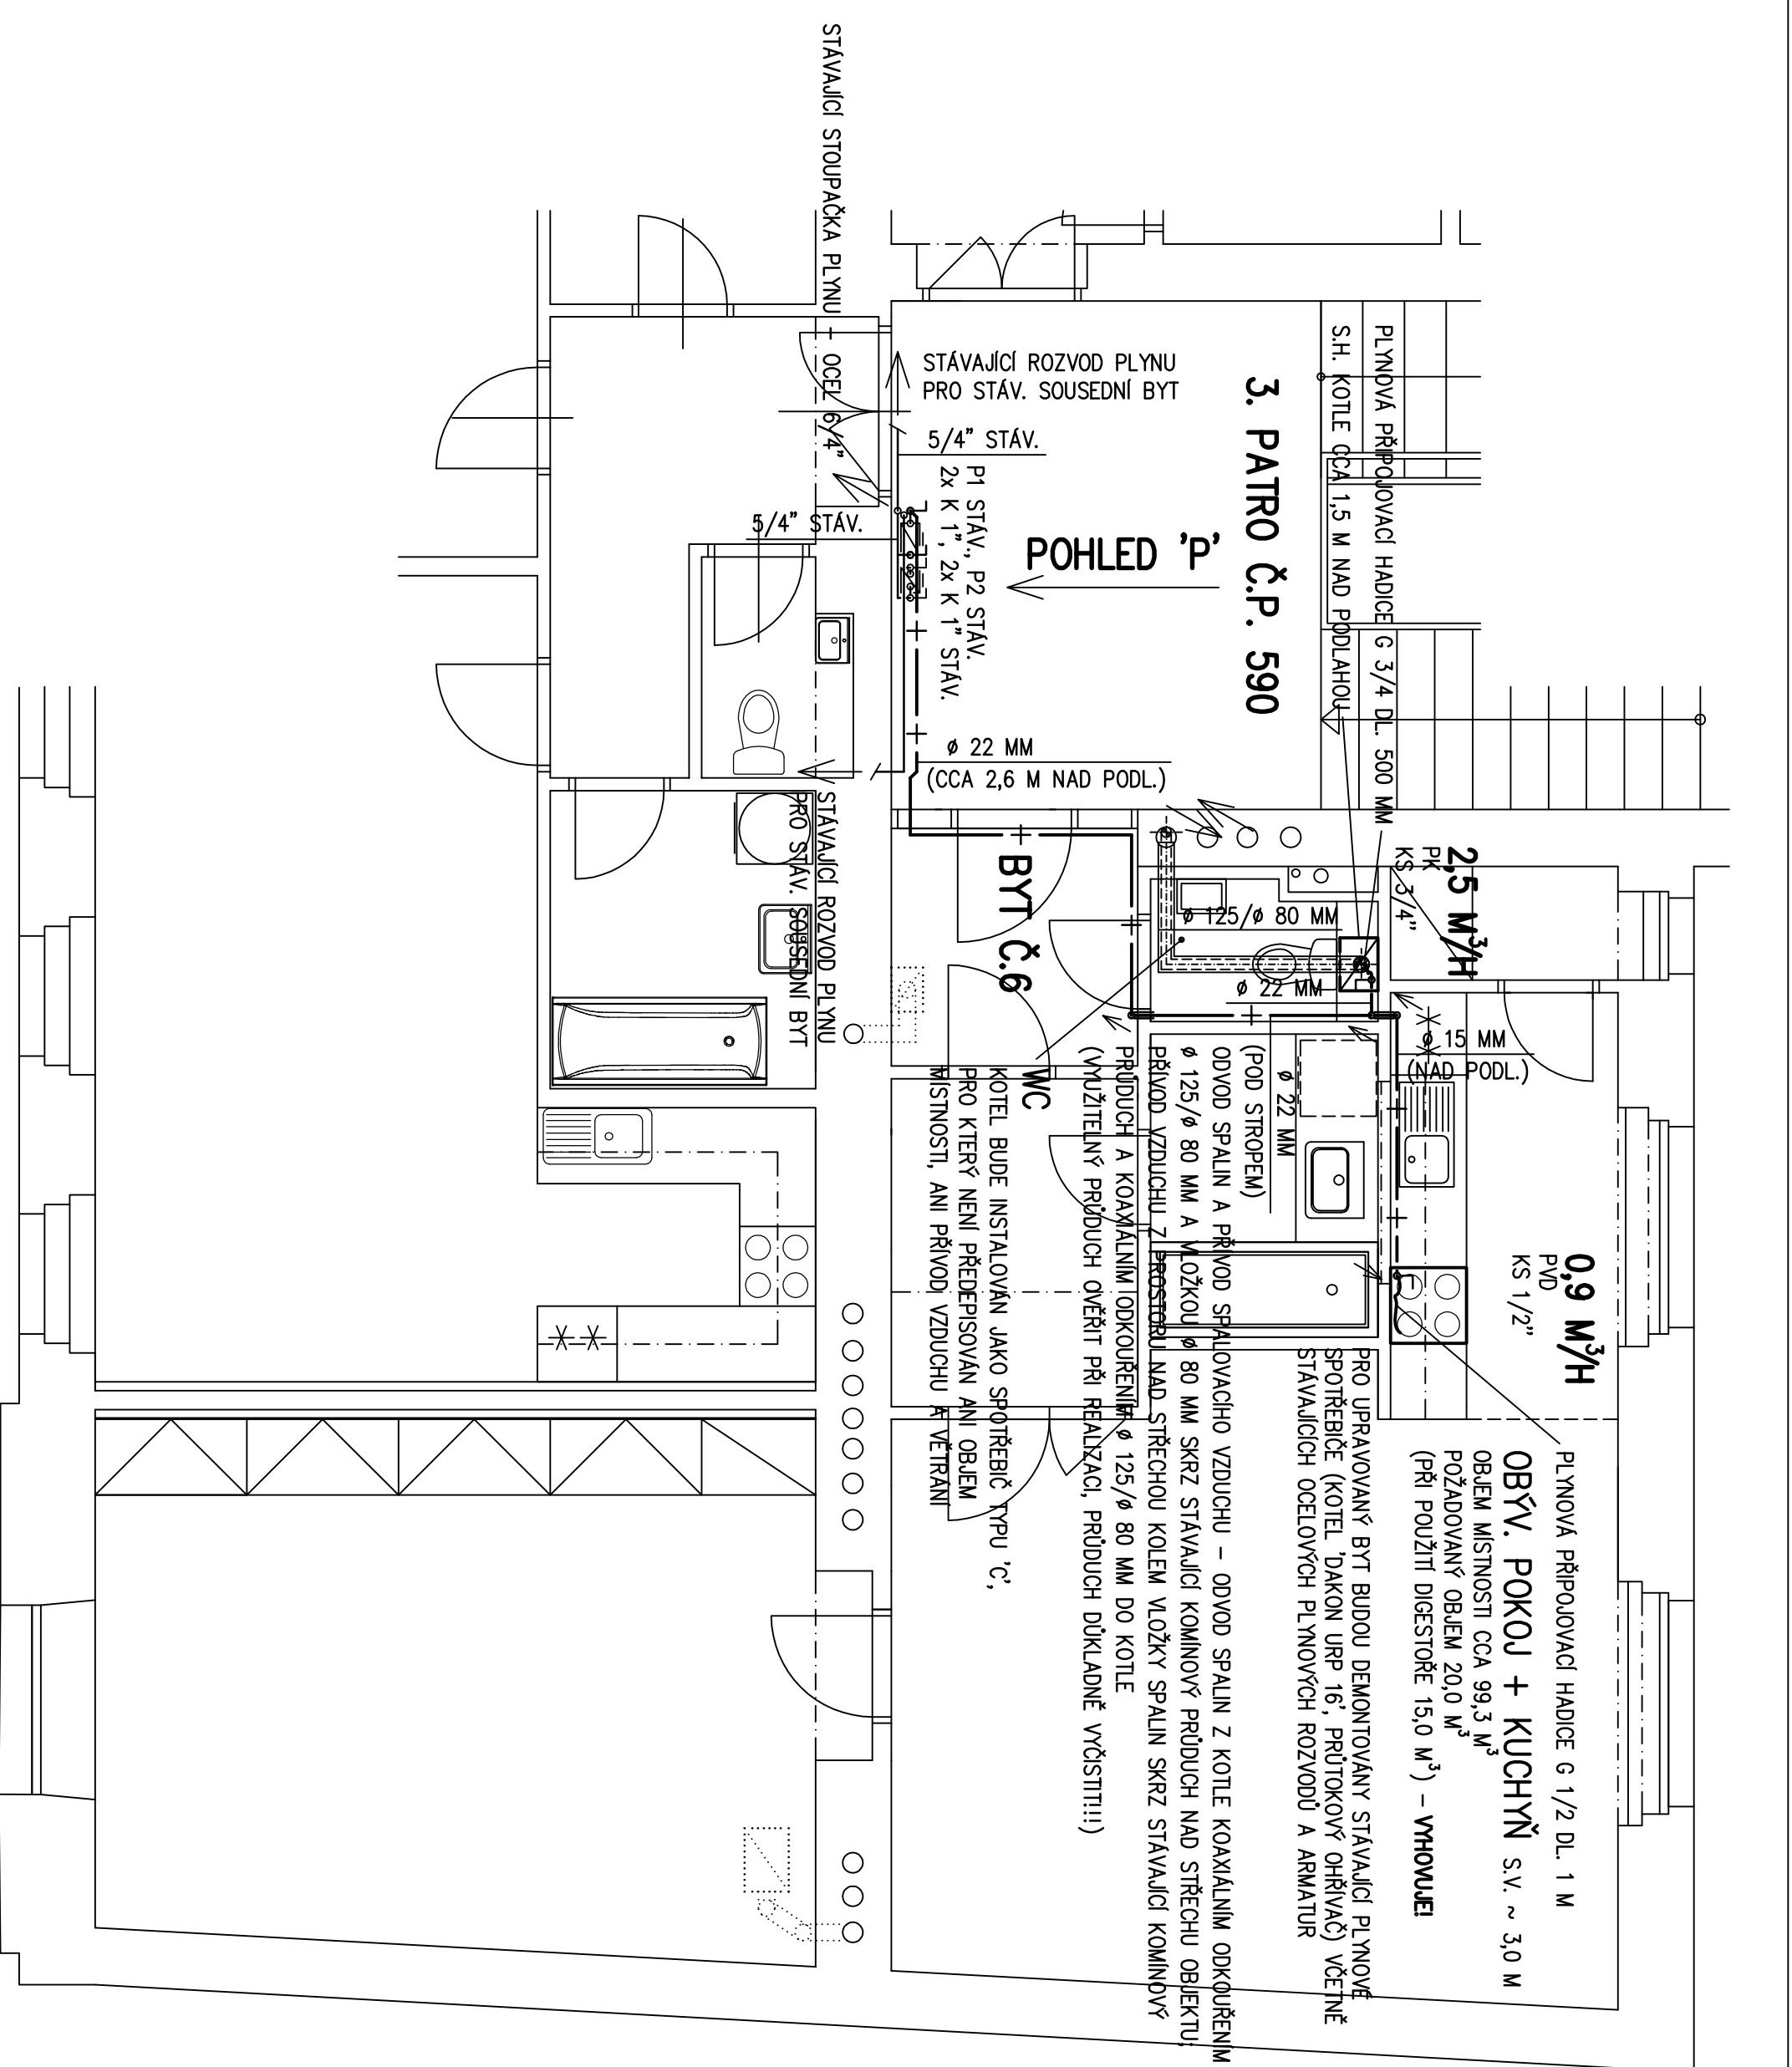 STÁVAJÍCÍ STOUPAČKA PLYNU – OCEL 6/4"
STÁVAJÍCÍ ROZVOD PLYNU
PRO STÁV. SOUSEDNÍ BYT
5/4" STÁV.
P1 STÁV., P2 STÁV.
2x K 1", 2x K 1" STÁV.
5/4" STÁV.
POHLED 'P'
3. PATRO Č.P. 590
PLYNOVÁ PŘIPOJOVACÍ HADICE G 3/4 DL. 500 MM
S.H. KOTLE CCA 1,5 M NAD PODLAHOU
ø 22 MM
(CCA 2,6 M NAD PODL.)
STÁVAJÍCÍ ROZVOD PLYNU
PRO STÁV. SOUSEDNÍ BYT
BYT Č.6
2,5 M³/H
PK
KS 3/4"
ø 125/ø 80 MM
ø 22 MM
ø 15 MM
(NAD PODL.)
WC
KOTEL BUDE INSTALOVÁN JAKO SPOTŘEBIČ TYPU 'C',
PRO KTERÝ NENÍ PŘEDEPISOVÁN ANI OBJEM
MÍSTNOSTI, ANI PŘÍVOD VZDUCHU A VĚTRÁNÍ
ø 22 MM
(POD STROPEM)
ODVOD SPALIN A PŘÍVOD SPALOVACÍHO VZDUCHU – ODVOD SPALIN Z KOTLE KOAXIÁLNÍM ODKOUŘENÍM
ø 125/ø 80 MM A VLOŽKOU ø 80 MM SKRZ STÁVAJÍCÍ KOMÍNOVÝ PRŮDUCH NAD STŘECHU OBJEKTU;
PŘÍVOD VZDUCHU Z PROSTORU NAD STŘECHOU KOLEM VLOŽKY SPALIN SKRZ STÁVAJÍCÍ KOMÍNOVÝ
PRŮDUCH A KOAXIÁLNÍM ODKOUŘENÍM ø 125/ø 80 MM DO KOTLE
(VYUŽITELNÝ PRŮDUCH OVĚŘIT PŘI REALIZACI, PRŮDUCH DŮKLADNĚ VYČISTIT!!!!)
0,9 M³/H
PVD
KS 1/2"
PRO UPRAVOVANÝ BYT BUDOU DEMONTOVÁNY STÁVAJÍCÍ PLYNOVÉ
SPOTŘEBIČE (KOTEL 'DAKON URP 16', PRŮTOKOVÝ OHŘÍVAČ) VČETNĚ
STÁVAJÍCÍCH OCELOVÝCH PLYNOVÝCH ROZVODŮ A ARMATUR
PLYNOVÁ PŘIPOJOVACÍ HADICE G 1/2 DL. 1 M
OBÝV. POKOJ + KUCHYŇ S.V. ~ 3,0 M
OBJEM MÍSTNOSTI CCA 99,3 M³
POŽADOVANÝ OBJEM 20,0 M³
(PŘI POUŽITÍ DIGESTOŘE 15,0 M³) – VYHOVUJE!